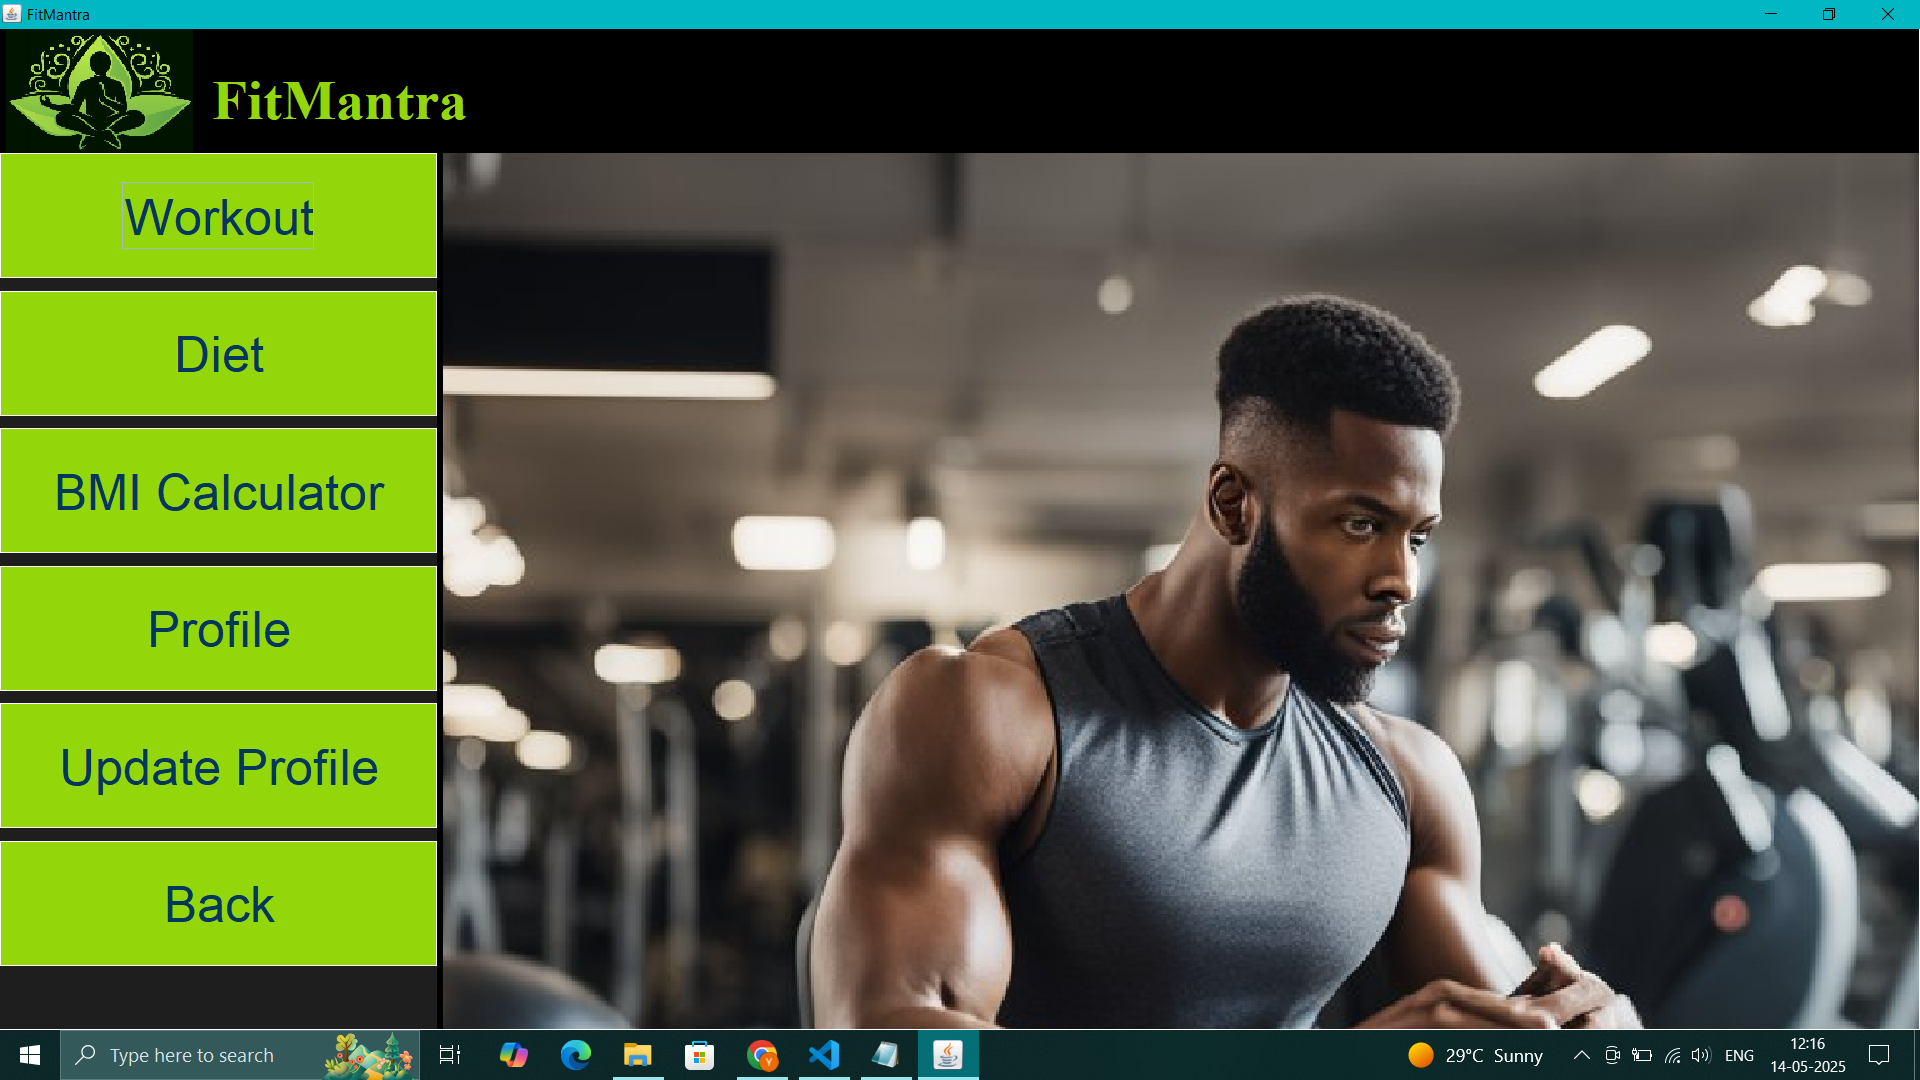 FitMantra
FitMantra
Workout
Diet
BMI Calculator
Profile
Update Profile
Back
Type here to search
29°C Sunny
ENG
12:16
14-05-2025